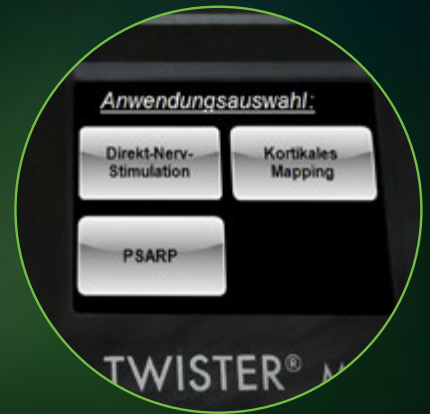 Anwendungsauswahl:
Direkt-Nerv-
Stimulation
Kortikales
Mapping
PSARP
TWISTER®